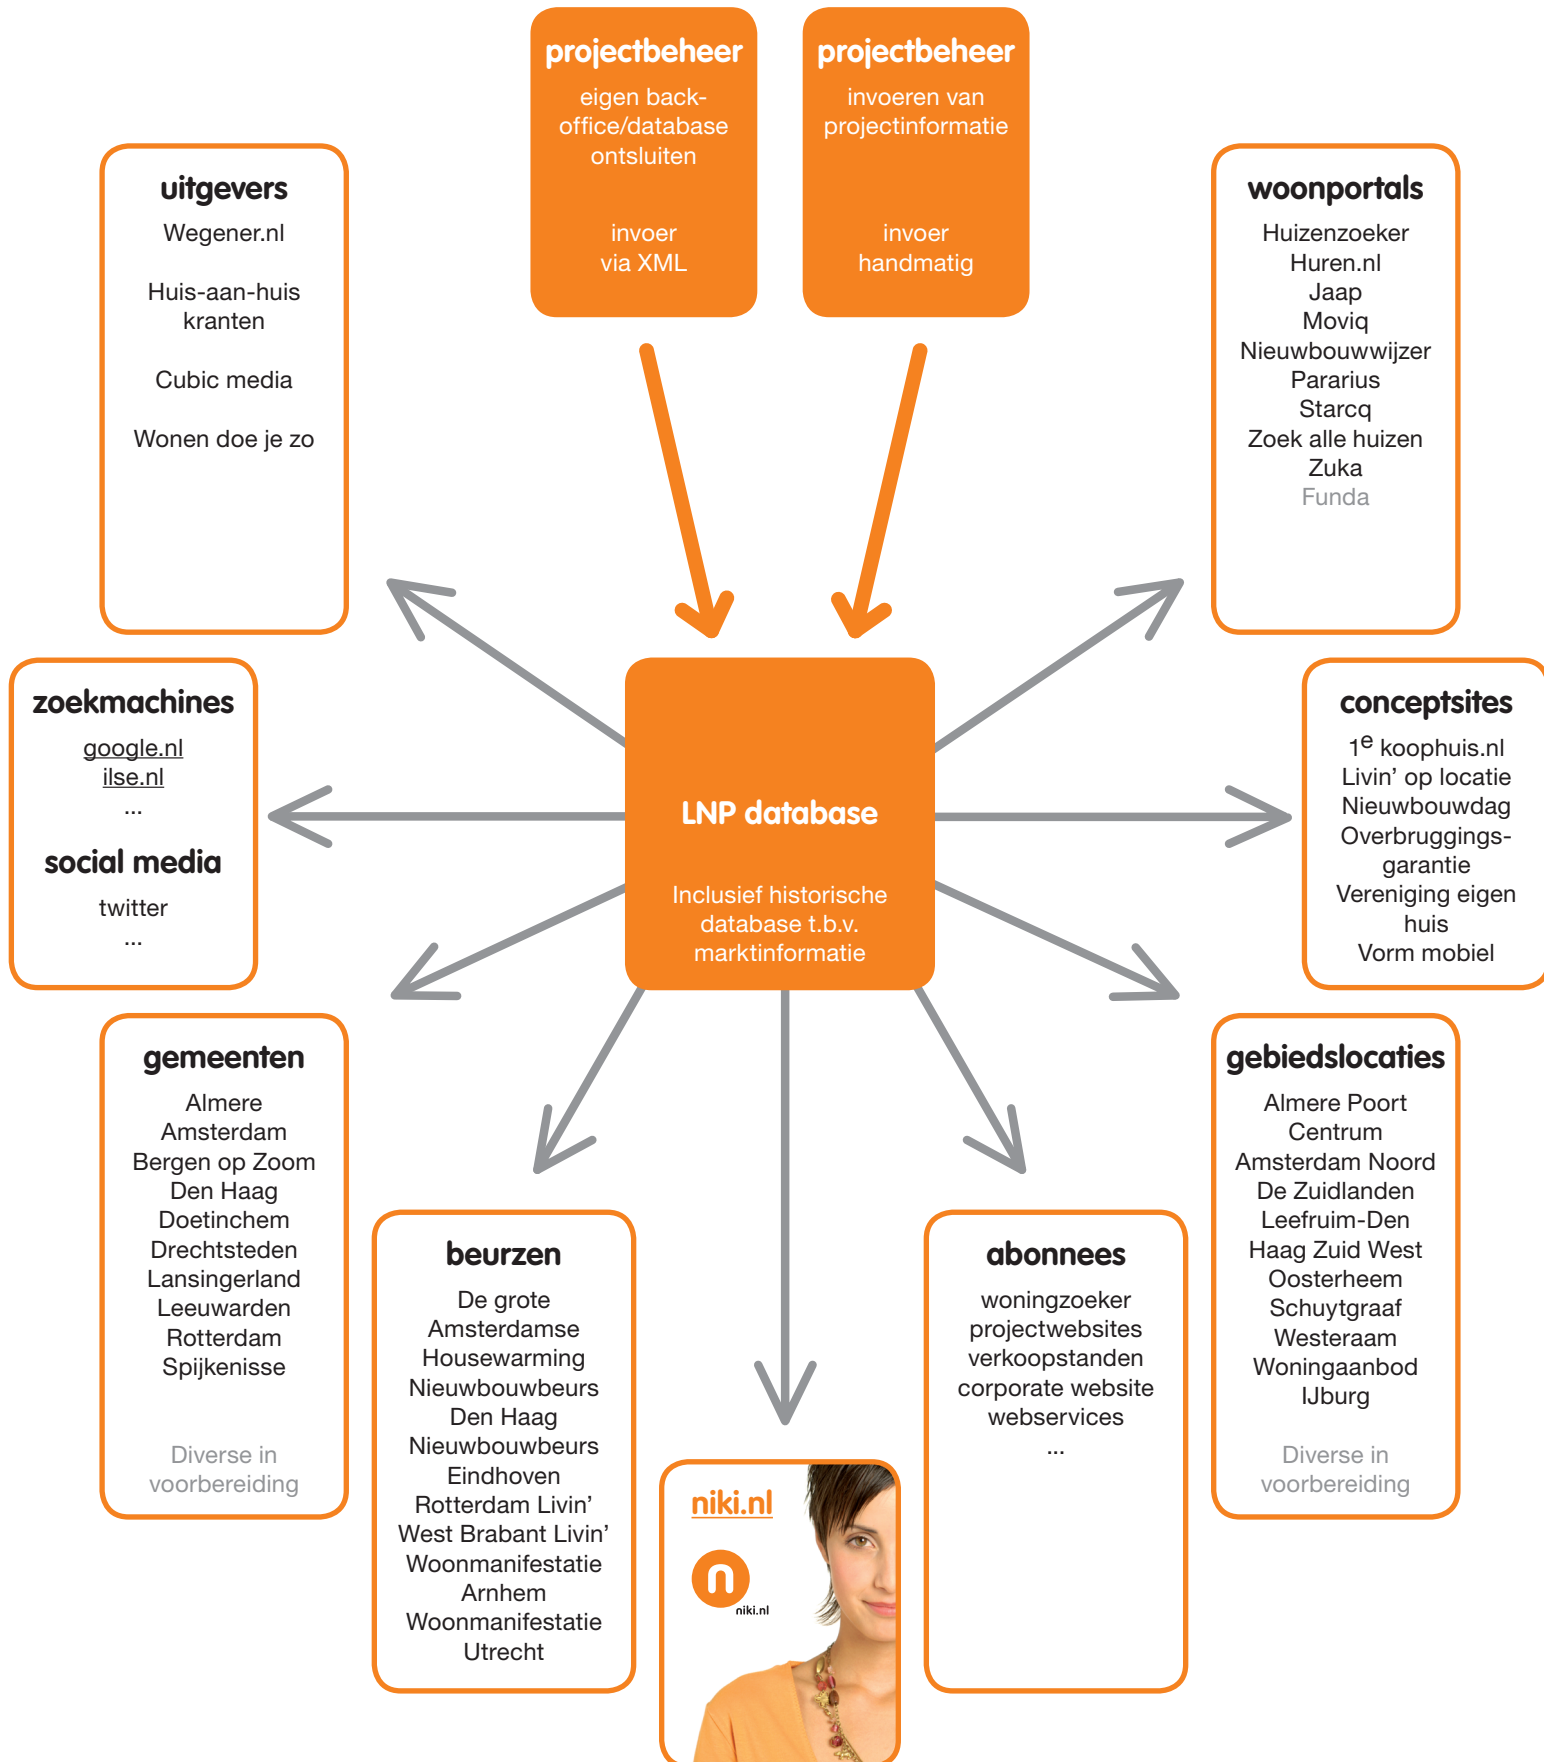 projectbeheer
eigen back-
office/database
ontsluiten
invoer
via XML
projectbeheer
invoeren van
projectinformatie
invoer
handmatig
uitgevers
Wegener.nl
Huis-aan-huis
kranten
Cubic media
Wonen doe je zo
woonportals
Huizenzoeker
Huren.nl
Jaap
Moviq
Nieuwbouwwijzer
Pararius
Starcq
Zoek alle huizen
Zuka
Funda
zoekmachines
google.nl
ilse.nl
...
social media
twitter
...
LNP database
Inclusief historische
database t.b.v.
marktinformatie
conceptsites
1e koophuis.nl
Livin’ op locatie
Nieuwbouwdag
Overbruggings-
garantie
Vereniging eigen
huis
Vorm mobiel
gemeenten
Almere
Amsterdam
Bergen op Zoom
Den Haag
Doetinchem
Drechtsteden
Lansingerland
Leeuwarden
Rotterdam
Spijkenisse
Diverse in
voorbereiding
beurzen
De grote
Amsterdamse
Housewarming
Nieuwbouwbeurs
Den Haag
Nieuwbouwbeurs
Eindhoven
Rotterdam Livin’
West Brabant Livin’
Woonmanifestatie
Arnhem
Woonmanifestatie
Utrecht
niki.nl
n
niki.nl
abonnees
woningzoeker
projectwebsites
verkoopstanden
corporate website
webservices
...
gebiedslocaties
Almere Poort
Centrum
Amsterdam Noord
De Zuidlanden
Leefruim-Den
Haag Zuid West
Oosterheem
Schuytgraaf
Westeraam
Woningaanbod
IJburg
Diverse in
voorbereiding